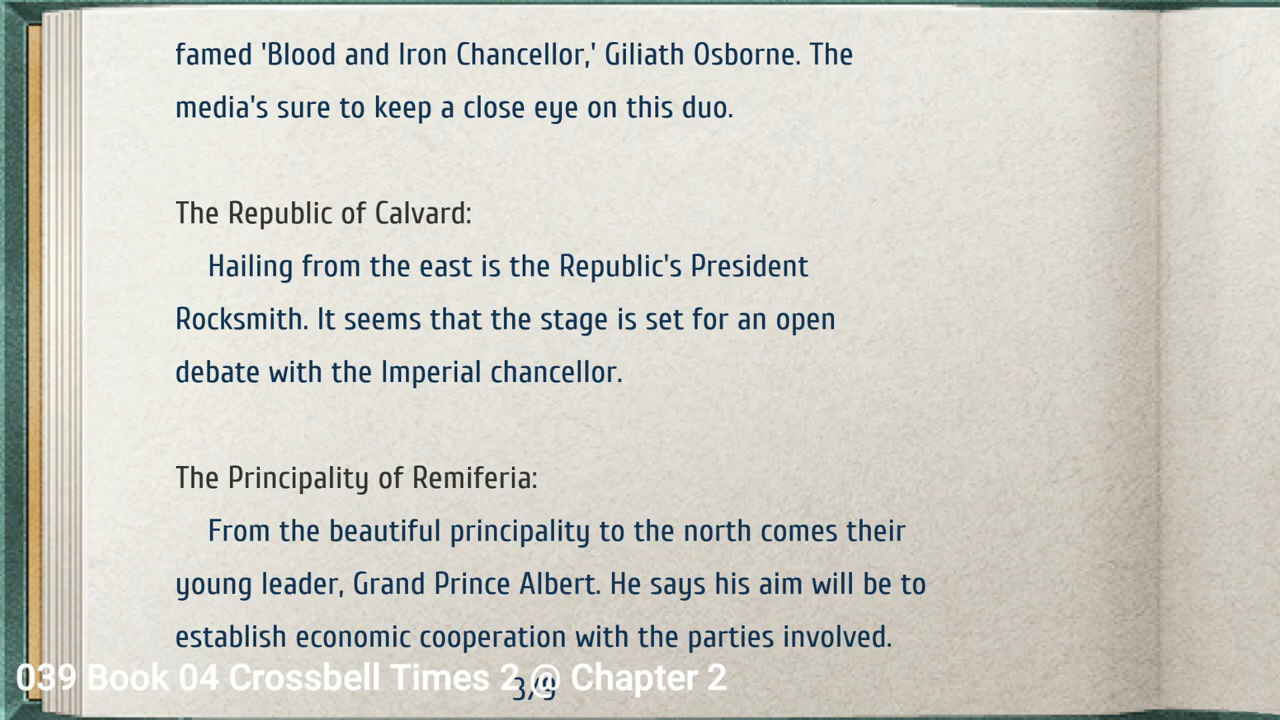 famed 'Blood and Iron Chancellor,' Giliath Osborne. The
media's sure to keep a close eye on this duo.
The Republic of Calvard:
Hailing from the east is the Republic's President
Rocksmith. It seems that the stage is set for an open
debate with the Imperial chancellor.
The Principality of Remiferia:
From the beautiful principality to the north comes their
young leader, Grand Prince Albert. He says his aim will be to
establish economic cooperation with the parties involved.
039 Book 04 Crossbell Times 2 @ Chapter 2
3/9